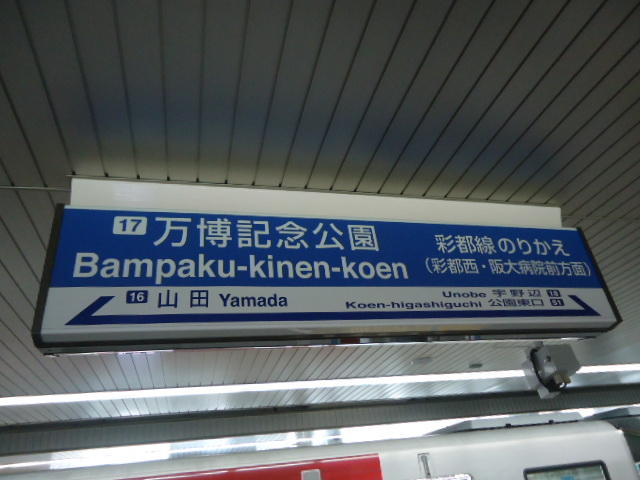 17 万博記念公園
Bampaku-kinen-koen
彩都線のりかえ
(彩都西・阪大病院前方面)
16 山田 Yamada
Unobe 宇野辺 18
Koen-higashiguchi 公園東口 51